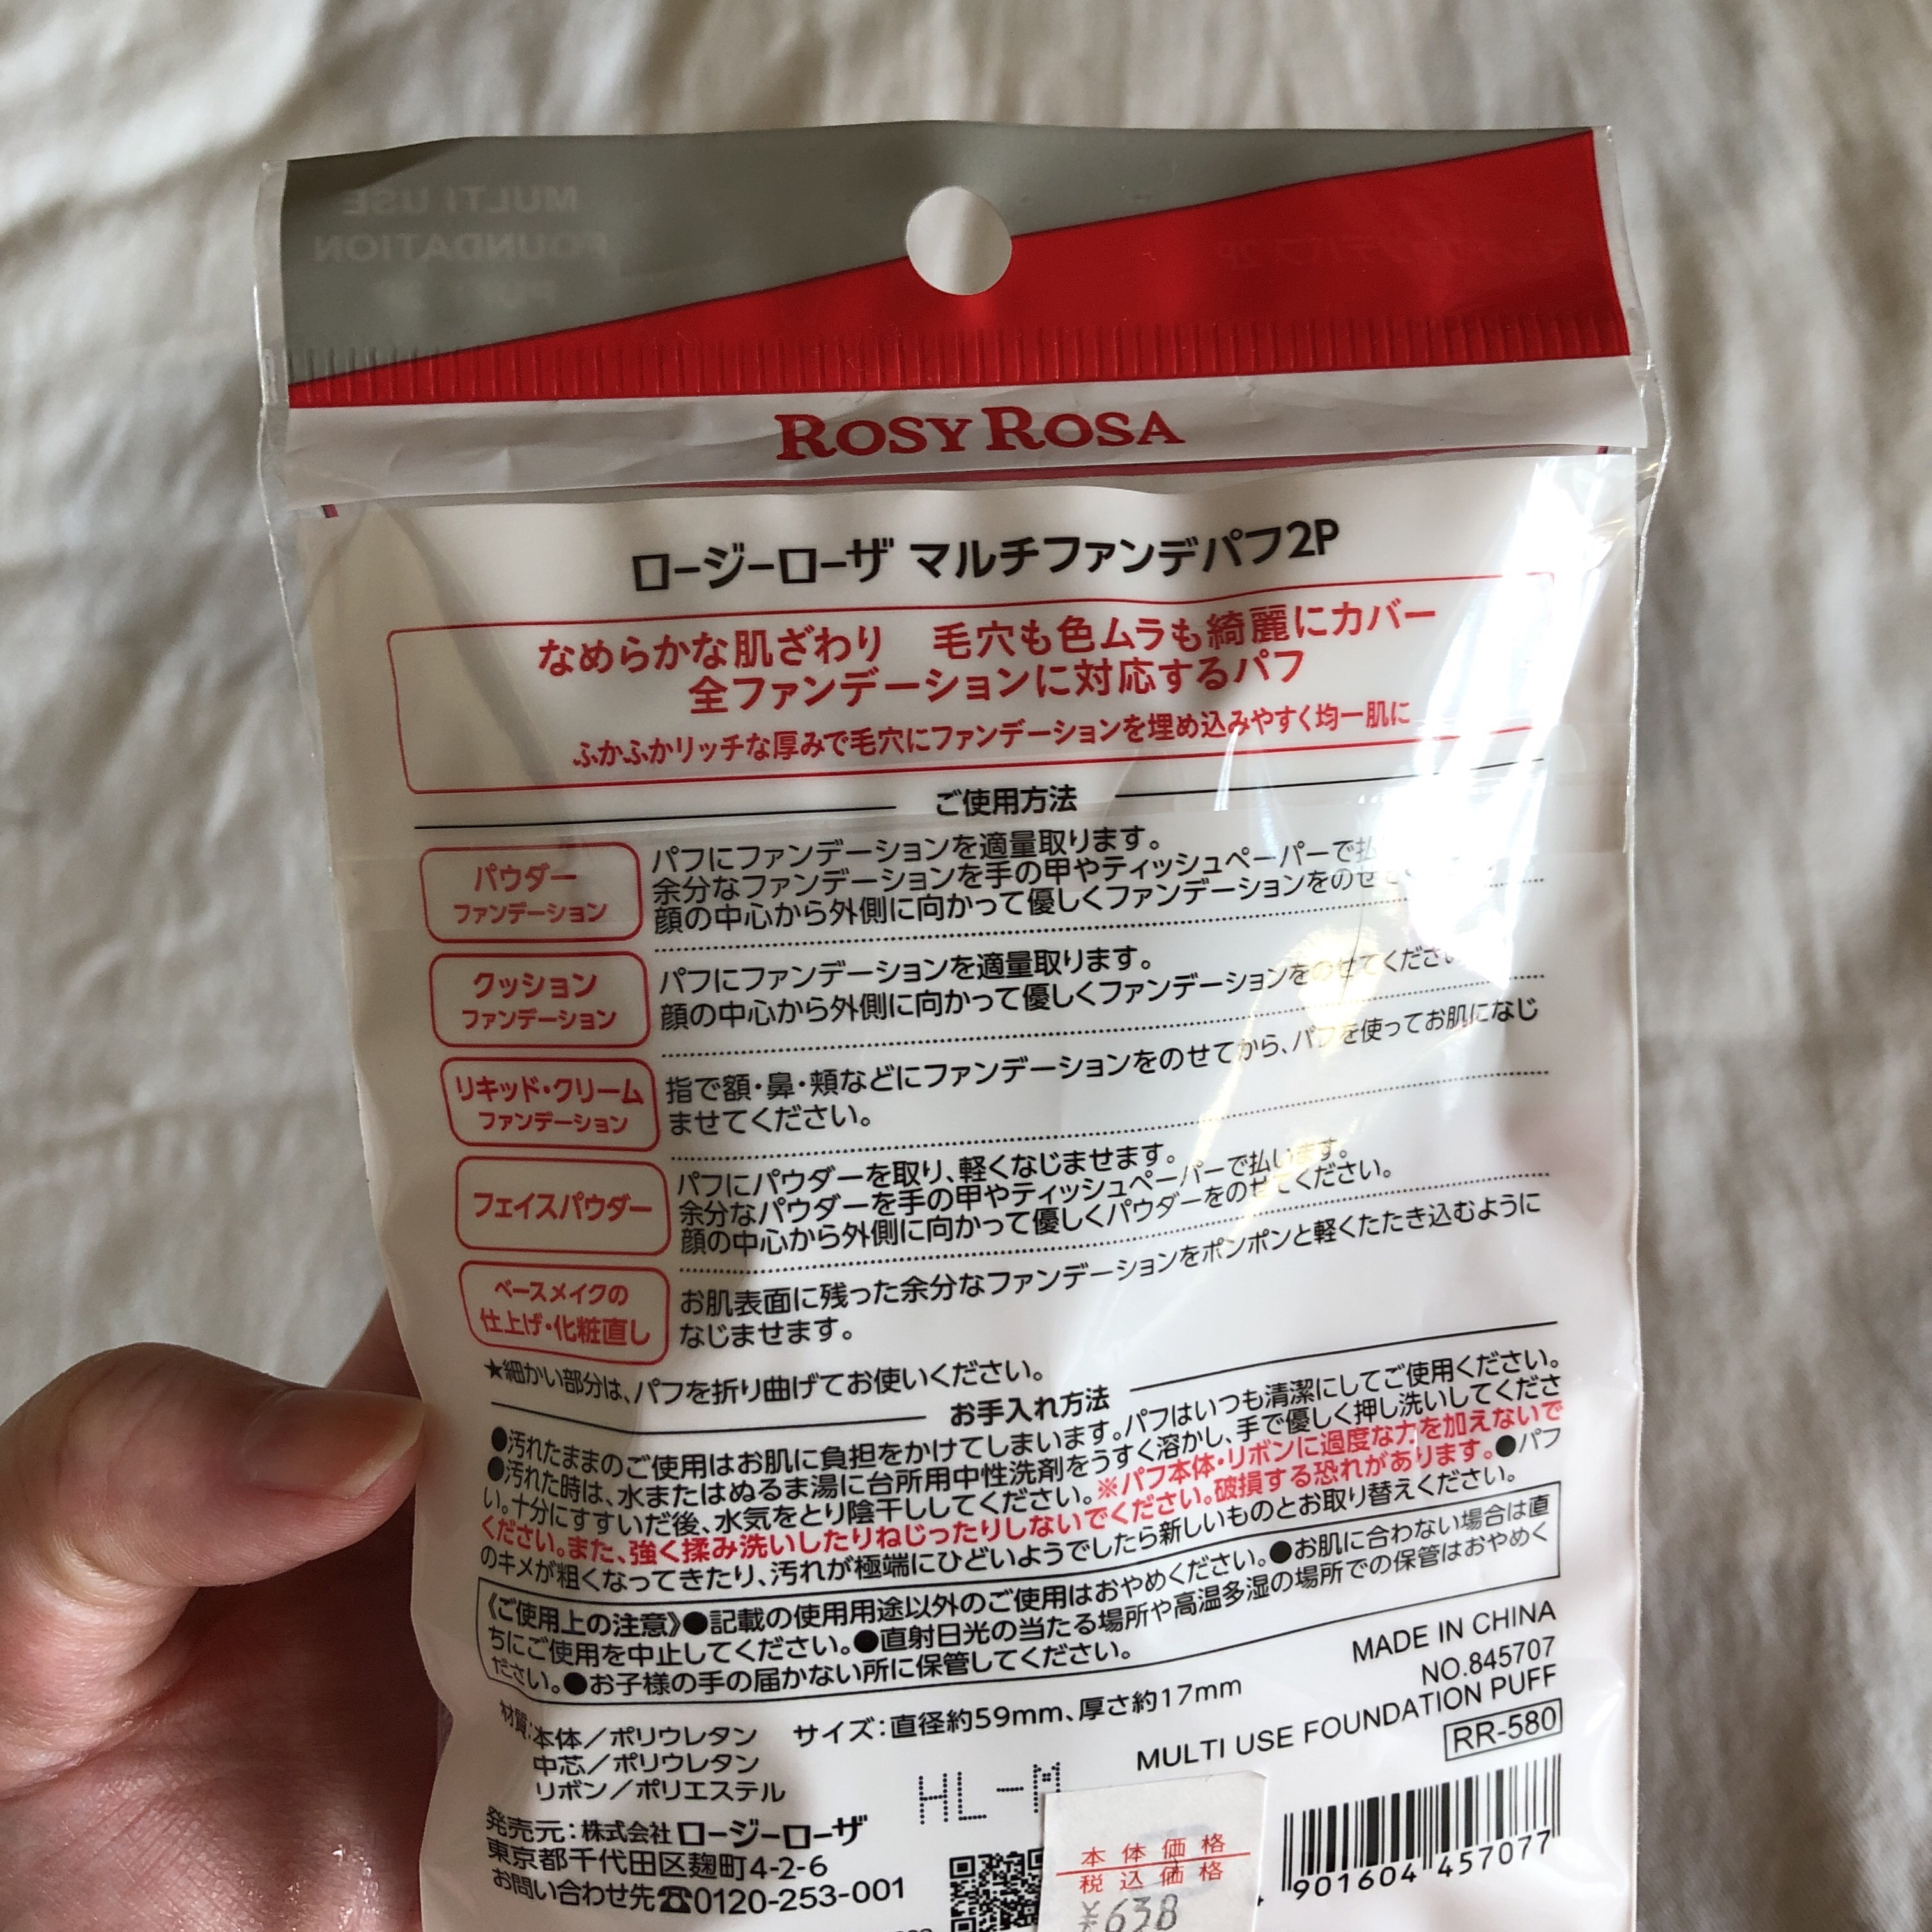 MULTI USE
FOUNDATION
ROSY ROSA
ロージーローザ マルチファンデパフ2P
なめらかな肌ざわり 毛穴も色ムラも綺麗にカバー
全ファンデーションに対応するパフ
ふかふかリッチな厚みで毛穴にファンデーションを埋め込みやすく均一肌に
ご使用方法
パウダー
ファンデーション
パフにファンデーションを適量取ります。
余分なファンデーションを手の甲やティッシュペーパーで払
顔の中心から外側に向かって優しくファンデーションをのせ
クッション
ファンデーション
パフにファンデーションを適量取ります。
顔の中心から外側に向かって優しくファンデーションをのせてください
リキッド・クリーム
ファンデーション
指で額・鼻・頬などにファンデーションをのせてから、パフを使ってお肌になじ
ませてください。
フェイスパウダー
パフにパウダーを取り、軽くなじませます。
余分なパウダーを手の甲やティッシュペーパーで払います。
顔の中心から外側に向かって優しくパウダーをのせてください。
ベースメイクの
仕上げ・化粧直し
お肌表面に残った余分なファンデーションをポンポンと軽くたたき込むように
なじませます。
★細かい部分は、パフを折り曲げてお使いください。
お手入れ方法
●汚れたままのご使用はお肌に負担をかけてしまいます。パフはいつも清潔にしてご使用ください。
●汚れた時は、水またはぬるま湯に台所用中性洗剤をうすく溶かし、手で優しく押し洗いしてくださ
い。十分にすすいだ後、水気をとり陰干ししてください。※パフ本体・リボンに過度な力を加えないで
ください。また、強く揉み洗いしたりねじったりしないでください。破損する恐れがあります。●パフ
のキメが粗くなってきたり、汚れが極端にひどいようでしたら新しいものとお取り替えください。
《ご使用上の注意》●記載の使用用途以外のご使用はおやめください。●お肌に合わない場合は直
ちにご使用を中止してください。●直射日光の当たる場所や高温多湿の場所での保管はおやめく
ださい。●お子様の手の届かない所に保管してください。
材質:本体／ポリウレタン サイズ:直径約59mm、厚さ約17mm
中芯／ポリウレタン
リボン／ポリエステル
MADE IN CHINA
NO.845707
MULTI USE FOUNDATION PUFF
RR-580
HL-M
発売元:株式会社ロージーローザ
東京都千代田区麹町4-2-6
お問い合わせ先☎0120-253-001
本体価格
税込価格
¥638
901604 457077